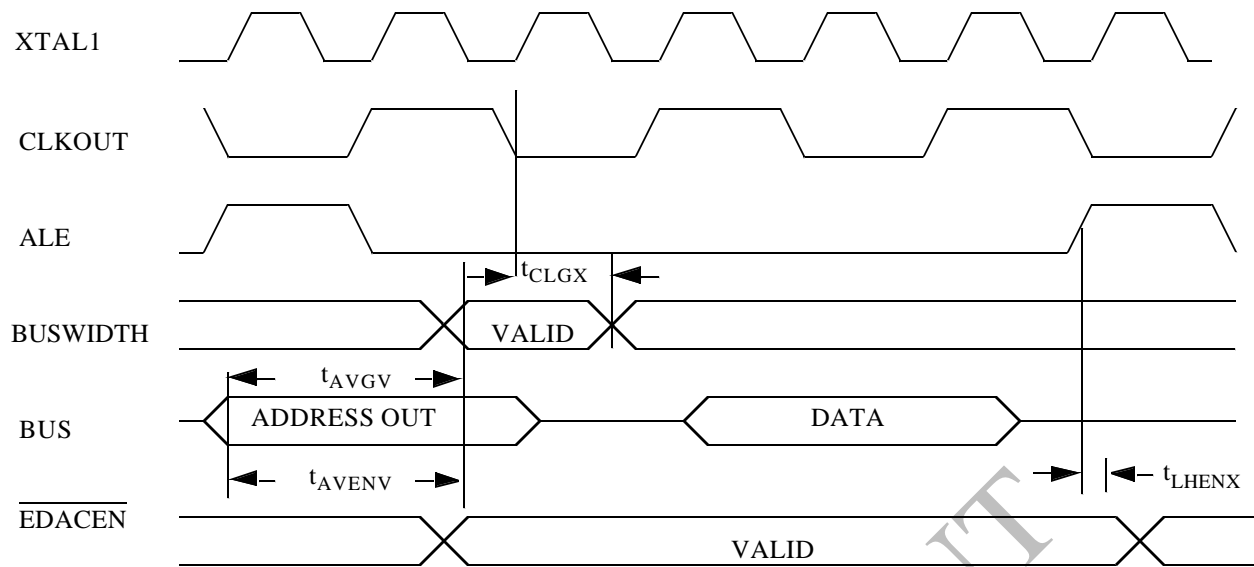 XTAL1
CLKOUT
ALE
tCLGX
BUSWIDTH
VALID
tAVGV
BUS
ADDRESS OUT
DATA
tAVENV
tLHENX
EDACEN
VALID